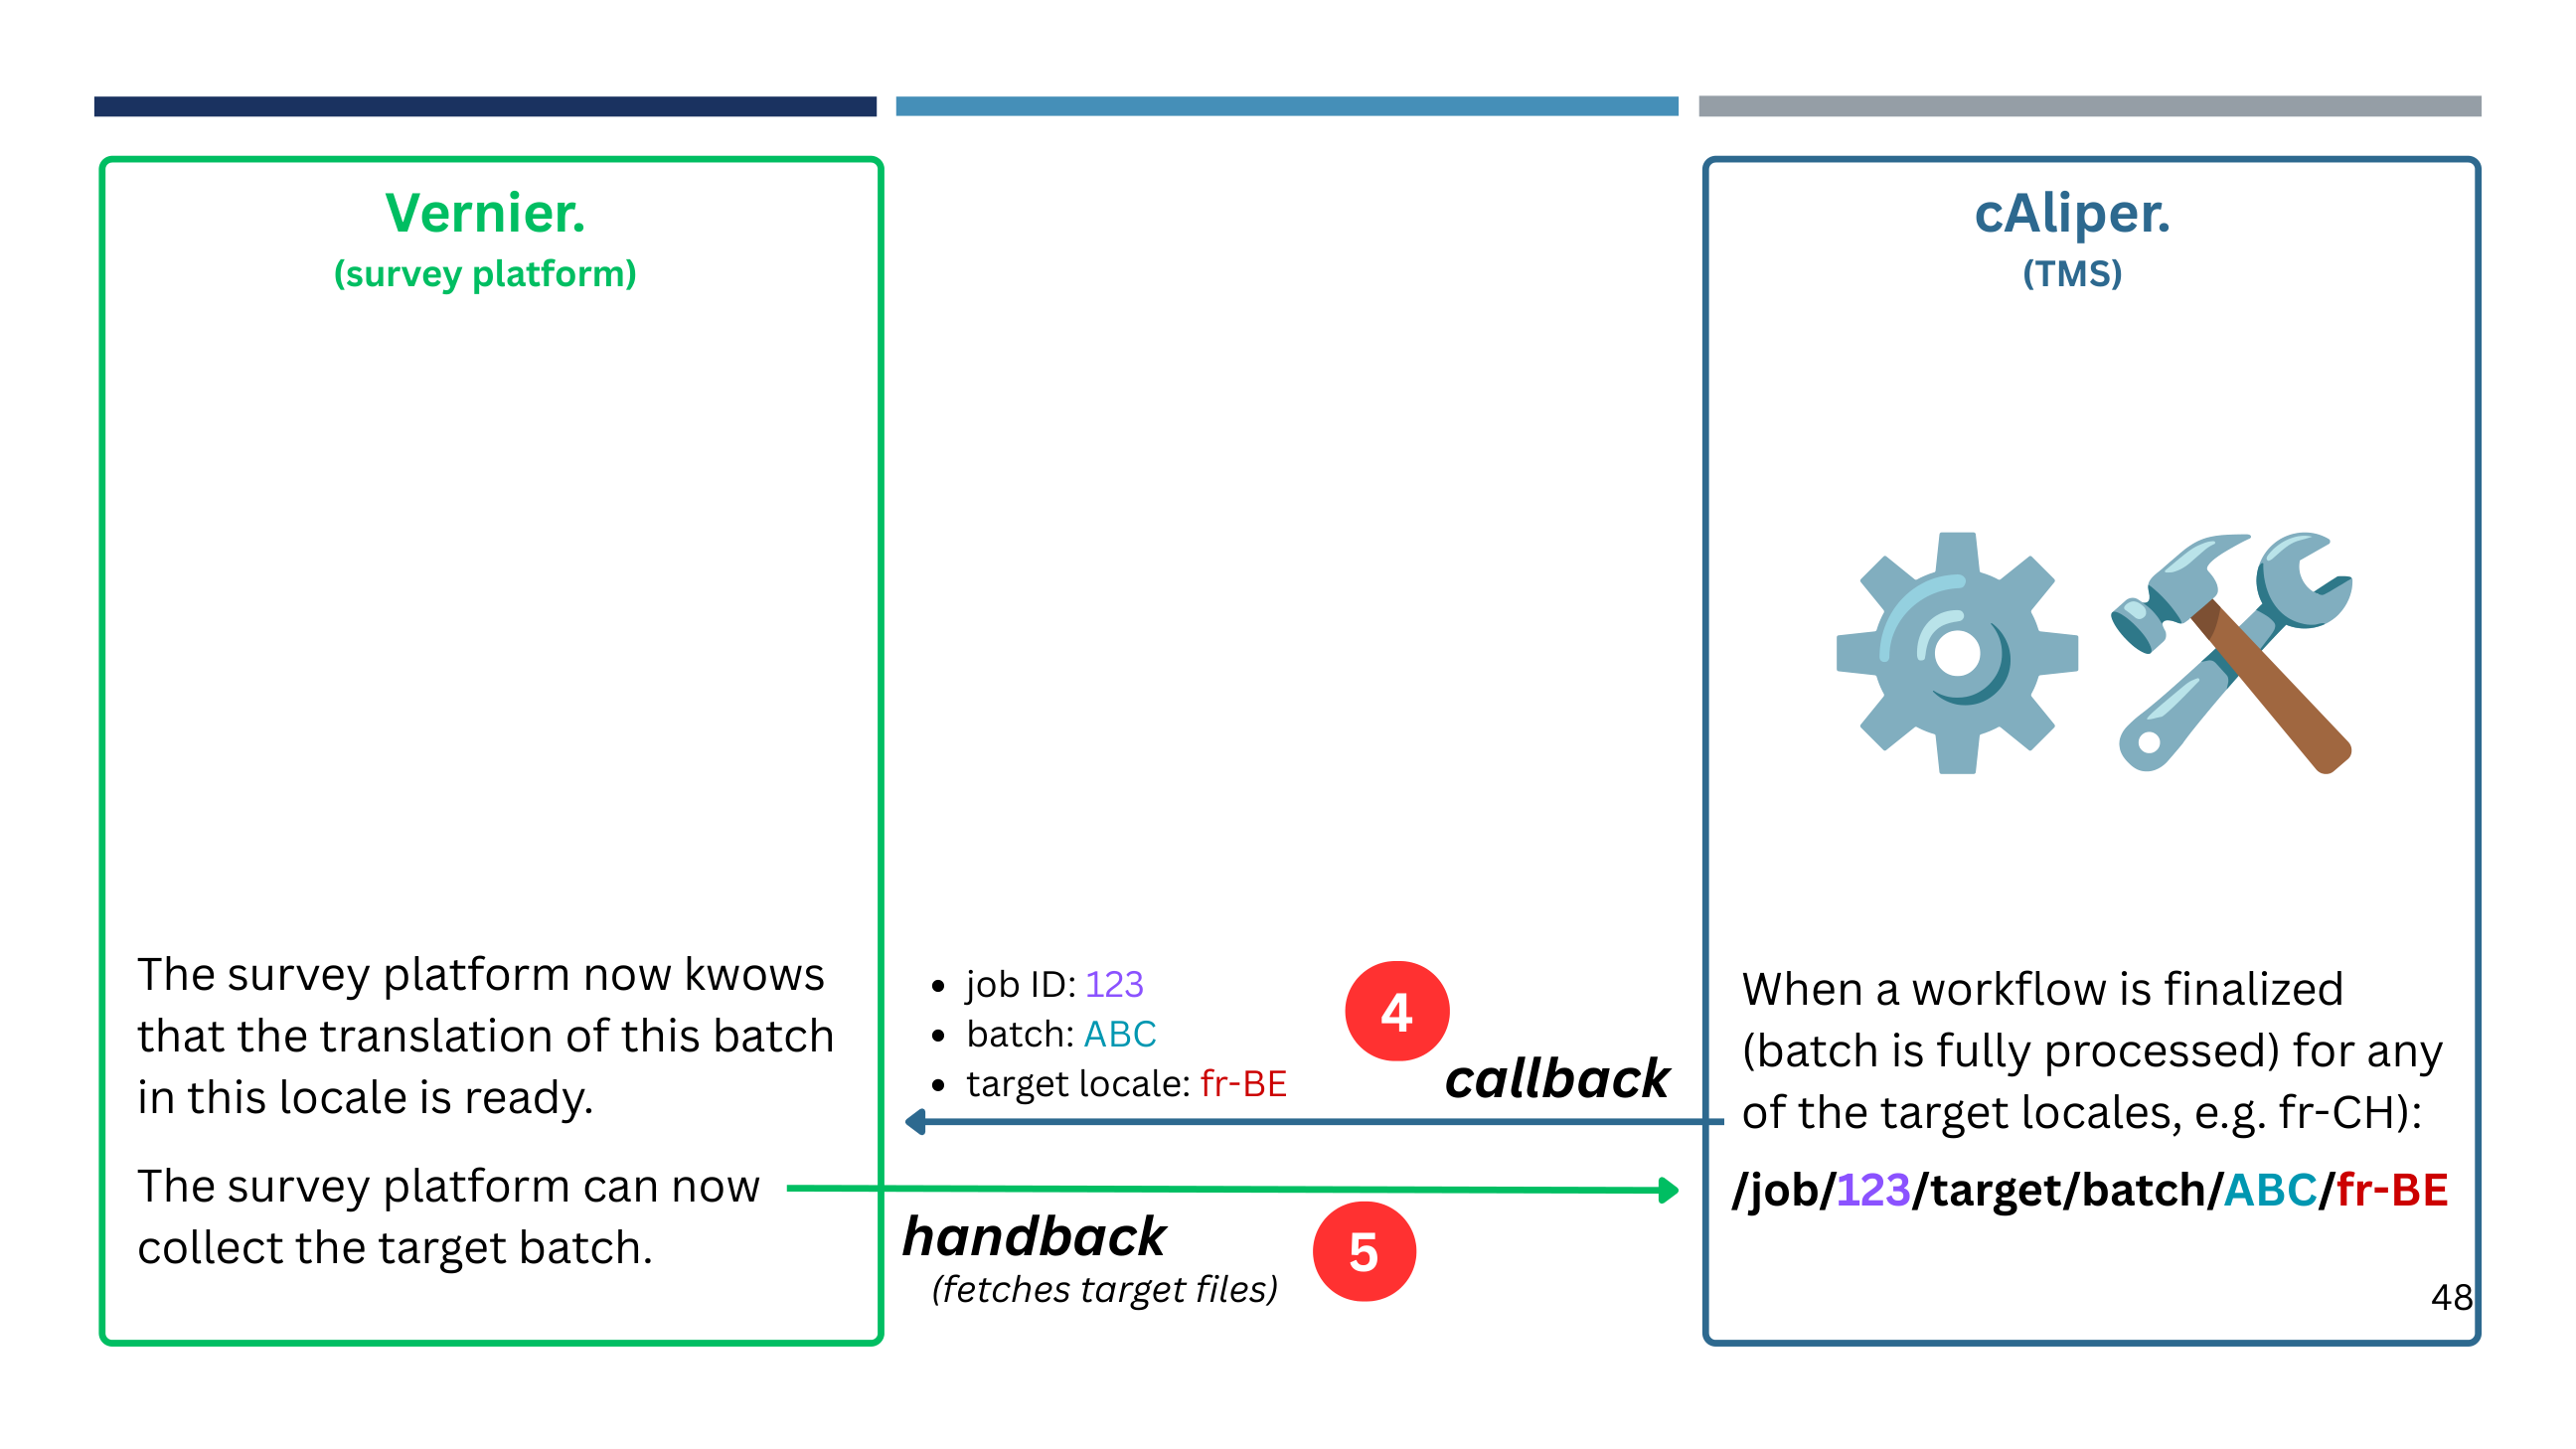 Vernier.
(survey platform)
The survey platform now kwows
that the translation of this batch
in this locale is ready.
The survey platform can now
collect the target batch.
• job ID: 123
• batch: ABC
• target locale: fr-BE
4
callback
handback
(fetches target files)
5
cAliper.
(TMS)
When a workflow is finalized
(batch is fully processed) for any
of the target locales, e.g. fr-CH):
/job/123/target/batch/ABC/fr-BE
48